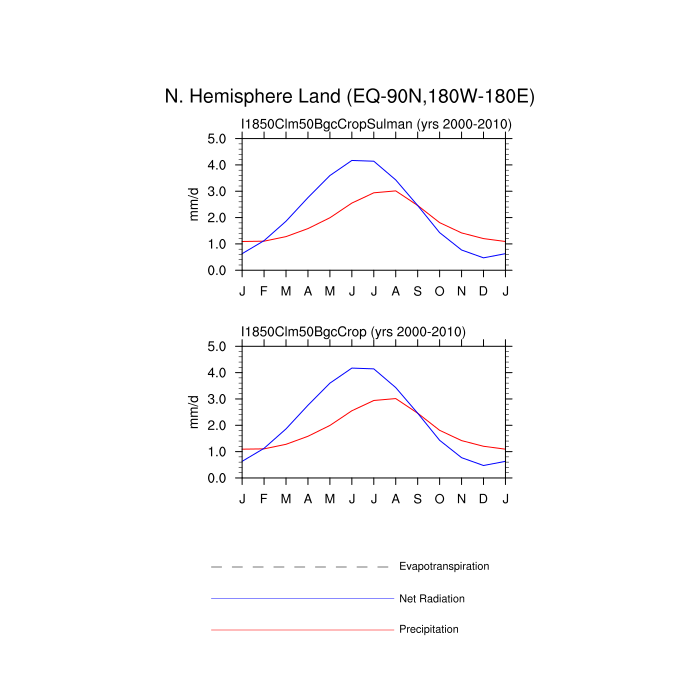 N. Hemisphere Land (EQ-90N,180W-180E)
I1850Clm50BgcCropSulman (yrs 2000-2010)
5.0
4.0
3.0
2.0
1.0
0.0
mm/d
J F M A M J J A S O N D J
I1850Clm50BgcCrop (yrs 2000-2010)
5.0
4.0
3.0
2.0
1.0
0.0
mm/d
J F M A M J J A S O N D J
Evapotranspiration
Net Radiation
Precipitation